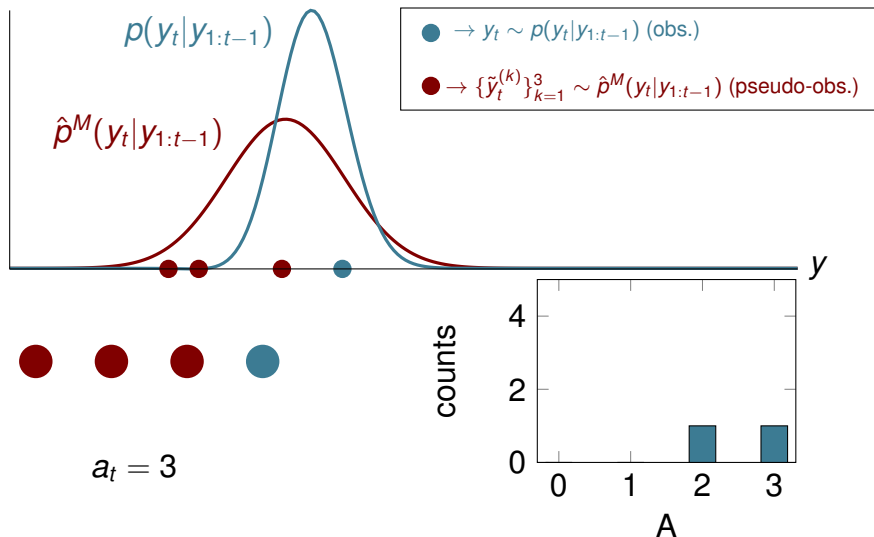 p(y_t|y_{1:t−1})
p̂^M(y_t|y_{1:t−1})
→ y_t ∼ p(y_t|y_{1:t−1}) (obs.)
→ {ỹ_t^{(k)}}_{k=1}^3 ∼ p̂^M(y_t|y_{1:t−1}) (pseudo-obs.)
y
a_t = 3
counts
4
2
0
0 1 2 3
A